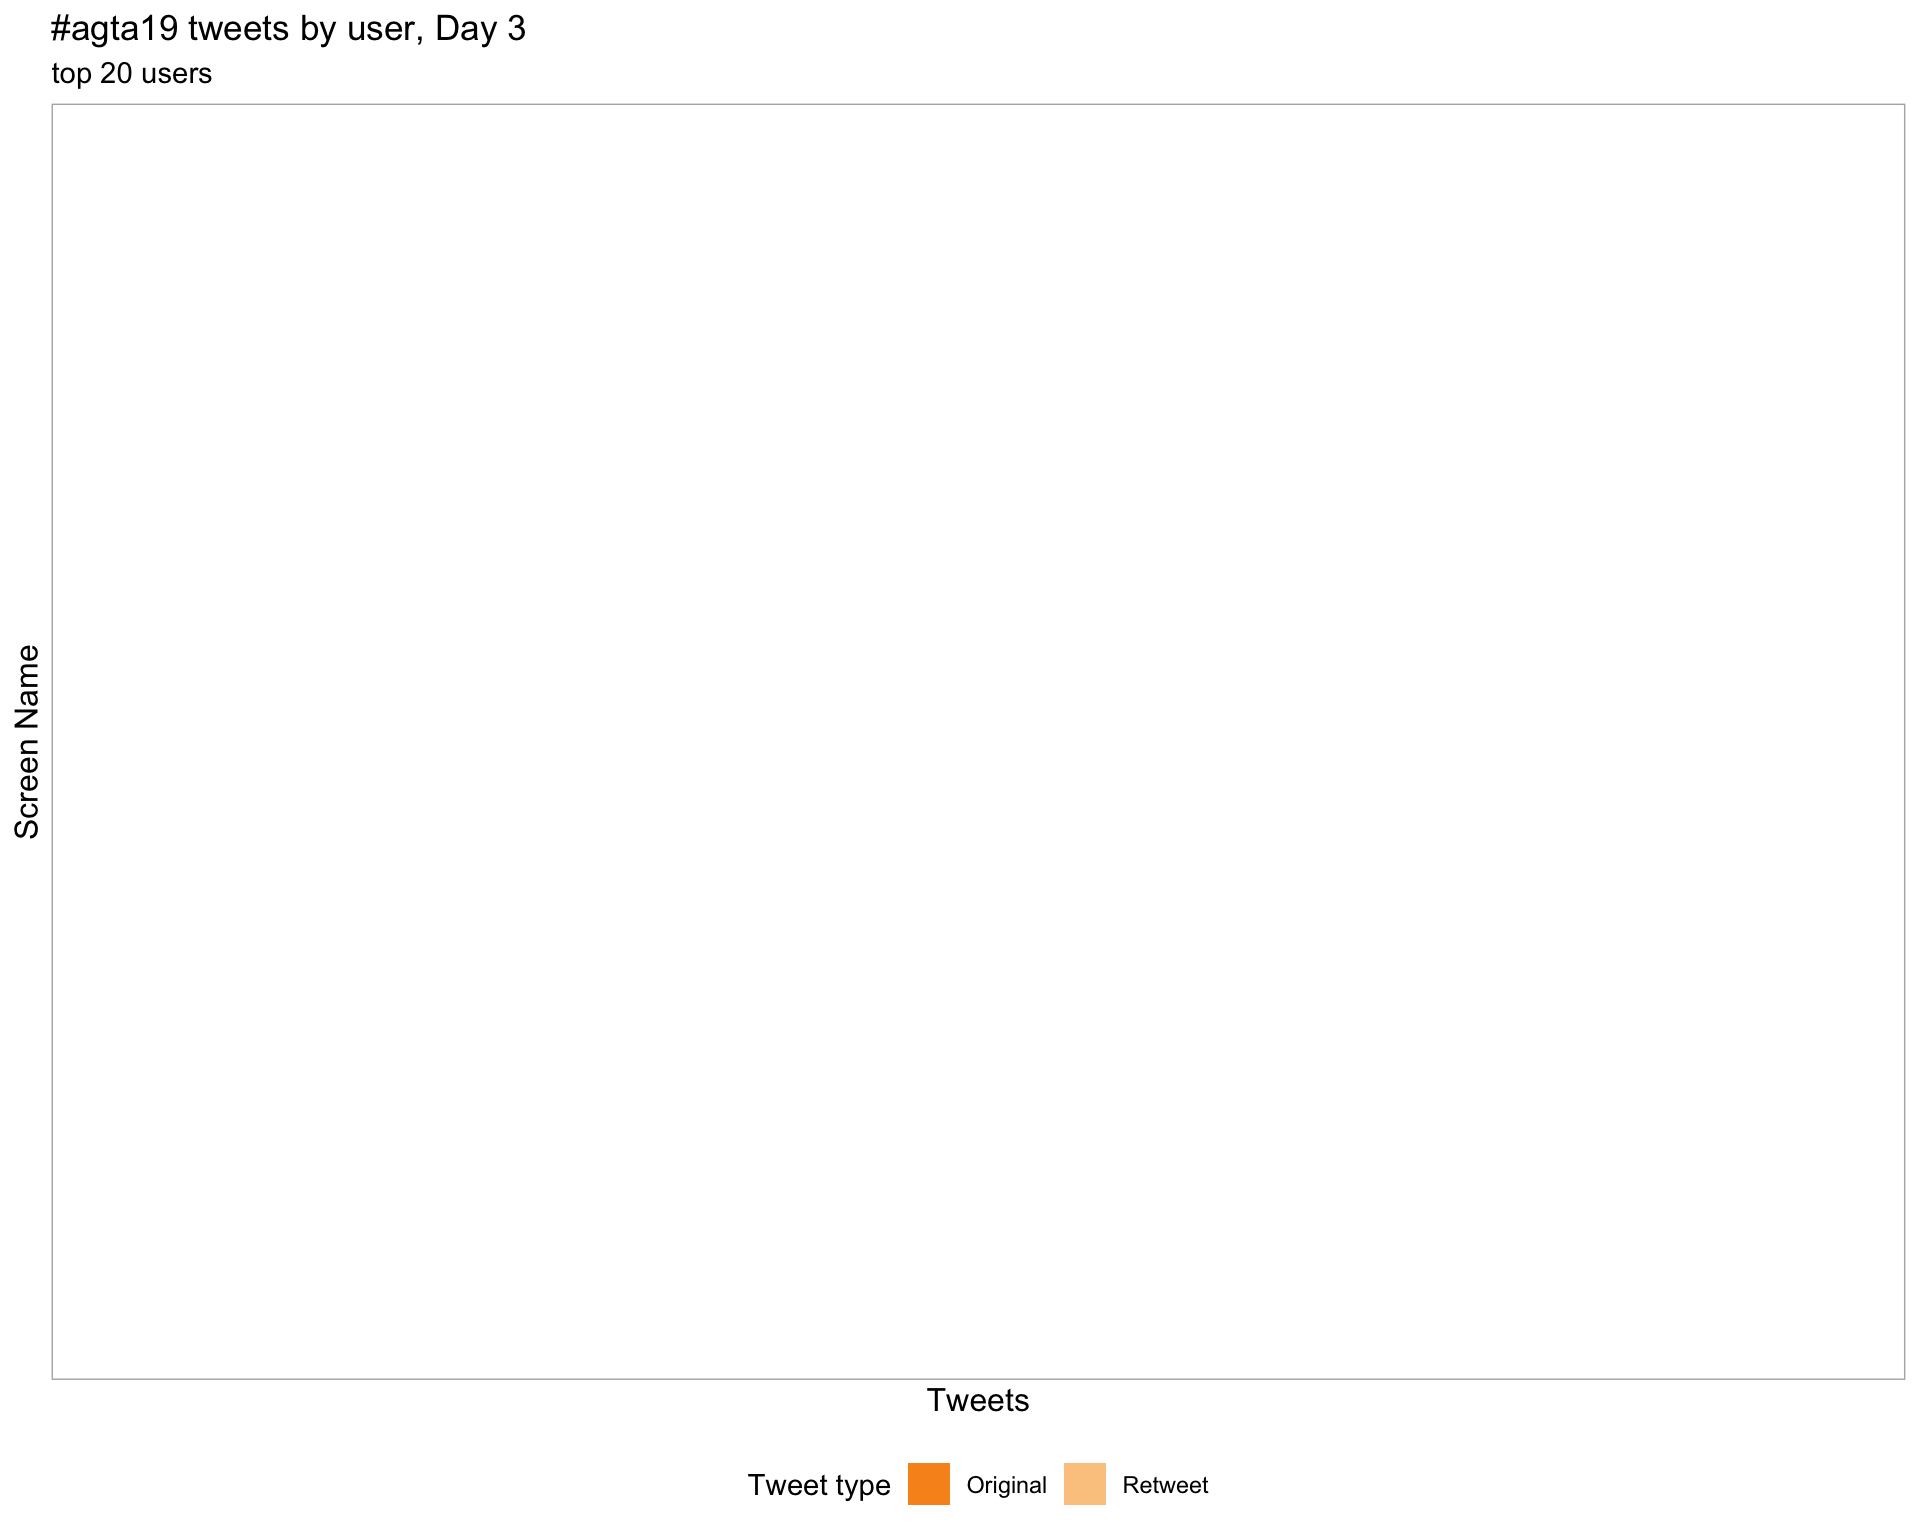 #agta19 tweets by user, Day 3
top 20 users
Screen Name
Tweets
Tweet type Original Retweet